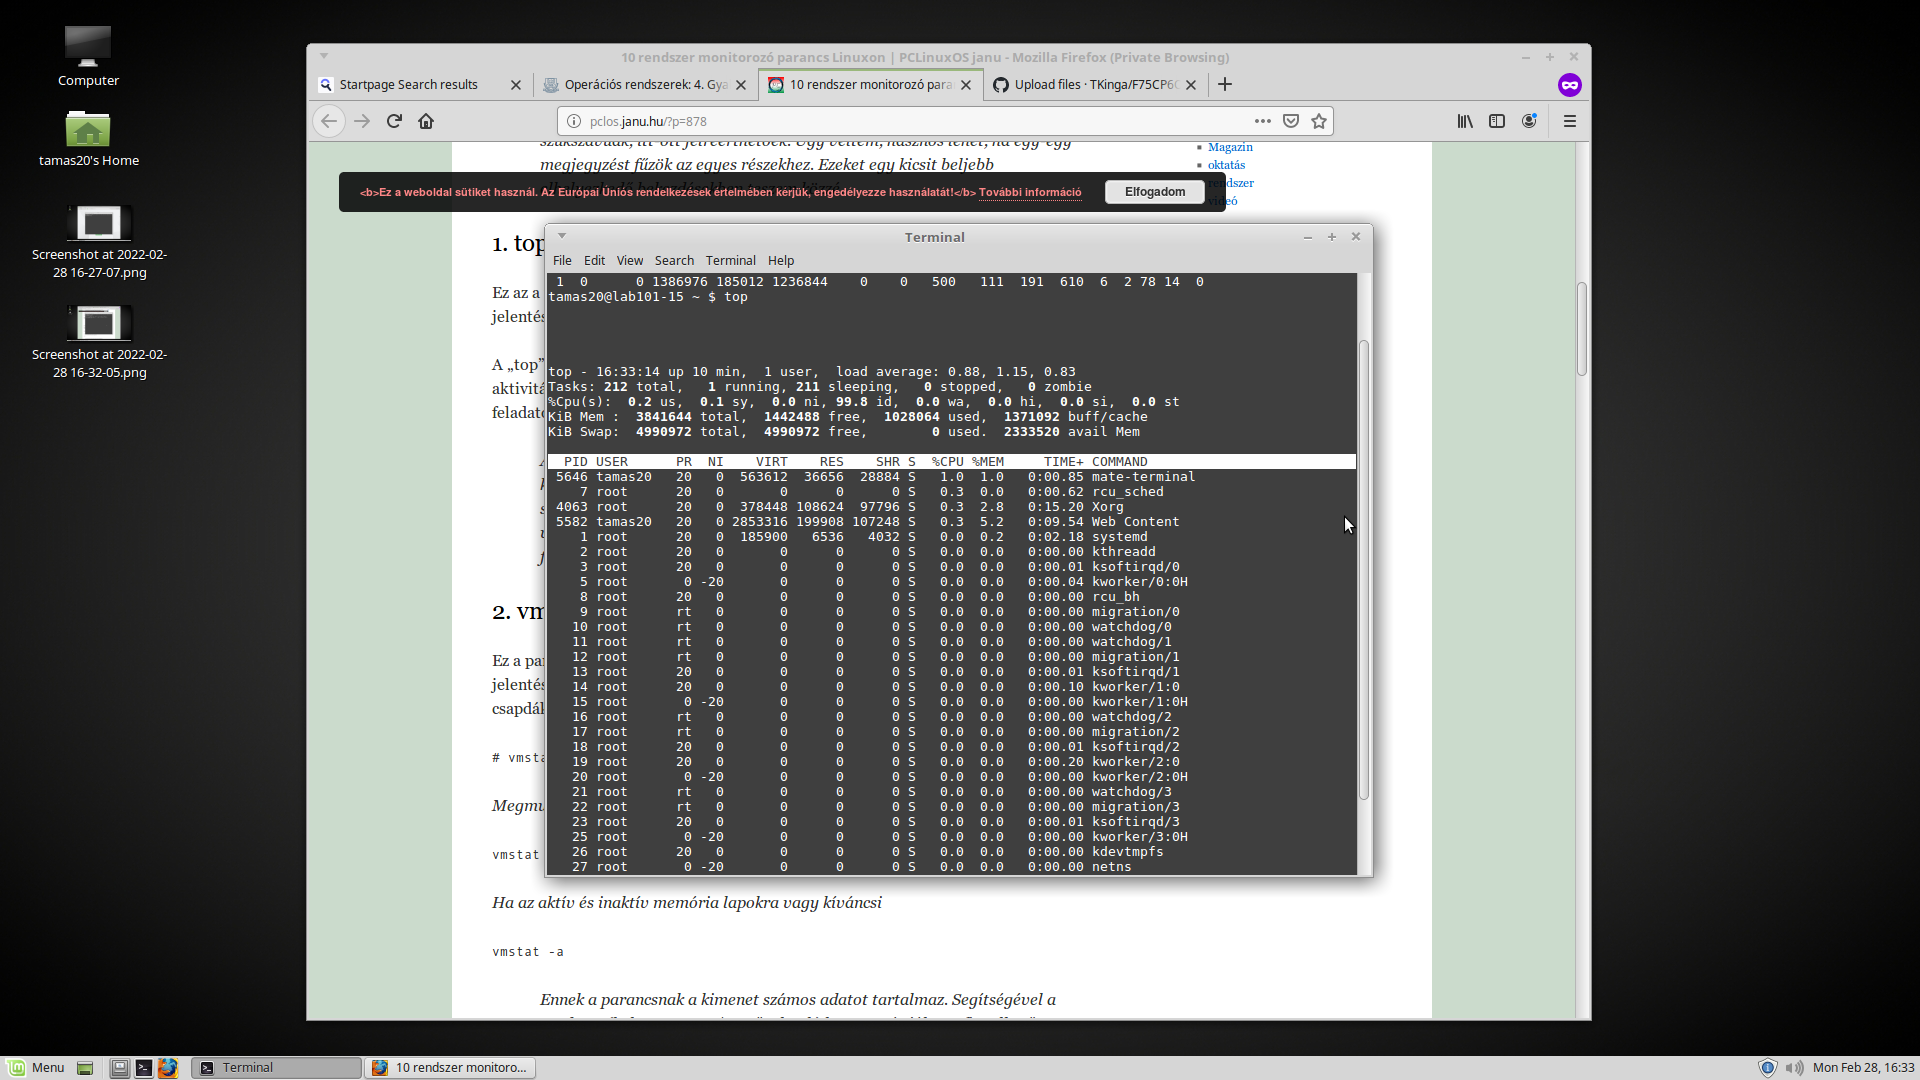 Computer
tamas20's Home
Screenshot at 2022-02-
28 16-27-07.png
Screenshot at 2022-02-
28 16-32-05.png
10 rendszer monitorozó parancs Linuxon | PCLinuxOS janu - Mozilla Firefox (Private Browsing)
Startpage Search results
Operációs rendszerek: 4. Gya
10 rendszer monitorozó para
Upload files · TKinga/F75CP6
pclos.janu.hu/?p=878
megjegyzést fűzök az egyes részekhez. Ezeket egy kicsit beljebb
Magazin
oktatás
rendszer
videó
<b>Ez a weboldal sütiket használ. Az Európai Uniós rendelkezések értelmében kérjük, engedélyezze használatát!</b> További információ
Elfogadom
1. top
Ez az a
jelentés
A „top”
aktivitá
feladato
2. vm
Ez a par
jelentés
csapdák
# vmsta
Megmu
vmstat
Ha az aktív és inaktív memória lapokra vagy kíváncsi
vmstat -a
Ennek a parancsnak a kimenet számos adatot tartalmaz. Segítségével a
Terminal
File Edit View Search Terminal Help
1 0 0 1386976 185012 1236844 0 0 500 111 191 610 6 2 78 14 0
tamas20@lab101-15 ~ $ top
top - 16:33:14 up 10 min, 1 user, load average: 0.88, 1.15, 0.83
Tasks: 212 total, 1 running, 211 sleeping, 0 stopped, 0 zombie
%Cpu(s): 0.2 us, 0.1 sy, 0.0 ni, 99.8 id, 0.0 wa, 0.0 hi, 0.0 si, 0.0 st
KiB Mem : 3841644 total, 1442488 free, 1028064 used, 1371092 buff/cache
KiB Swap: 4990972 total, 4990972 free, 0 used. 2333520 avail Mem
PID USER PR NI VIRT RES SHR S %CPU %MEM TIME+ COMMAND
5646 tamas20 20 0 563612 36656 28884 S 1.0 1.0 0:00.85 mate-terminal
7 root 20 0 0 0 0 S 0.3 0.0 0:00.62 rcu_sched
4063 root 20 0 378448 108624 97796 S 0.3 2.8 0:15.20 Xorg
5582 tamas20 20 0 2853316 199908 107248 S 0.3 5.2 0:09.54 Web Content
1 root 20 0 185900 6536 4032 S 0.0 0.2 0:02.18 systemd
2 root 20 0 0 0 0 S 0.0 0.0 0:00.00 kthreadd
3 root 20 0 0 0 0 S 0.0 0.0 0:00.01 ksoftirqd/0
5 root 0 -20 0 0 0 S 0.0 0.0 0:00.04 kworker/0:0H
8 root 20 0 0 0 0 S 0.0 0.0 0:00.00 rcu_bh
9 root rt 0 0 0 0 S 0.0 0.0 0:00.00 migration/0
10 root rt 0 0 0 0 S 0.0 0.0 0:00.00 watchdog/0
11 root rt 0 0 0 0 S 0.0 0.0 0:00.00 watchdog/1
12 root rt 0 0 0 0 S 0.0 0.0 0:00.00 migration/1
13 root 20 0 0 0 0 S 0.0 0.0 0:00.01 ksoftirqd/1
14 root 20 0 0 0 0 S 0.0 0.0 0:00.10 kworker/1:0
15 root 0 -20 0 0 0 S 0.0 0.0 0:00.00 kworker/1:0H
16 root rt 0 0 0 0 S 0.0 0.0 0:00.00 watchdog/2
17 root rt 0 0 0 0 S 0.0 0.0 0:00.00 migration/2
18 root 20 0 0 0 0 S 0.0 0.0 0:00.01 ksoftirqd/2
19 root 20 0 0 0 0 S 0.0 0.0 0:00.20 kworker/2:0
20 root 0 -20 0 0 0 S 0.0 0.0 0:00.00 kworker/2:0H
21 root rt 0 0 0 0 S 0.0 0.0 0:00.00 watchdog/3
22 root rt 0 0 0 0 S 0.0 0.0 0:00.00 migration/3
23 root 20 0 0 0 0 S 0.0 0.0 0:00.01 ksoftirqd/3
25 root 0 -20 0 0 0 S 0.0 0.0 0:00.00 kworker/3:0H
26 root 20 0 0 0 0 S 0.0 0.0 0:00.00 kdevtmpfs
27 root 0 -20 0 0 0 S 0.0 0.0 0:00.00 netns
Menu
Terminal
10 rendszer monitoro...
Mon Feb 28, 16:33